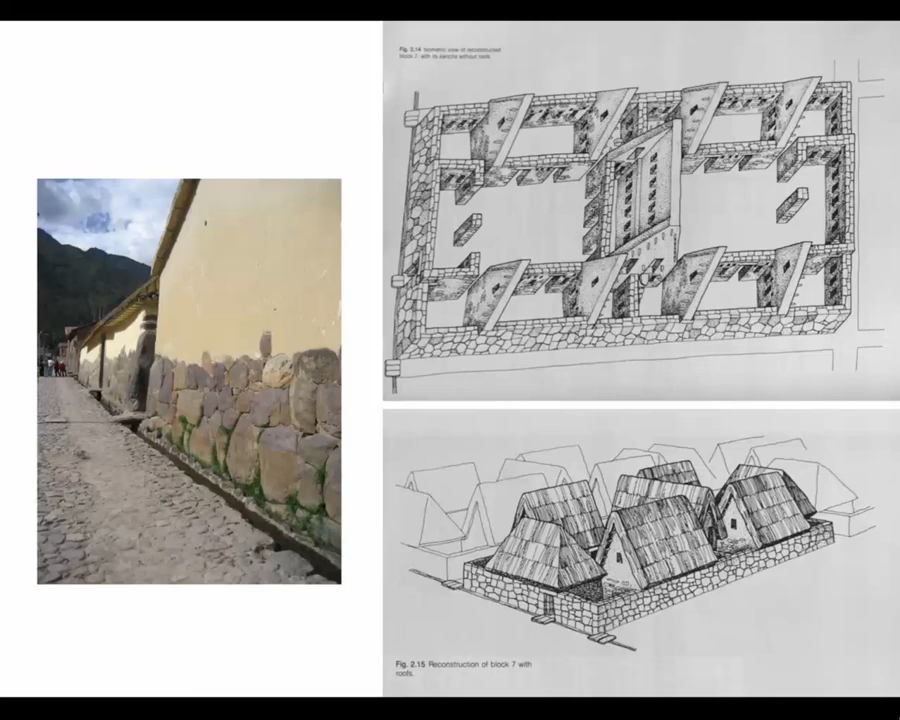 Fig. 2.14 Isometric view of reconstructed
block 7, with its kancha without roofs.
Fig. 2.15 Reconstruction of block 7 with
roofs.